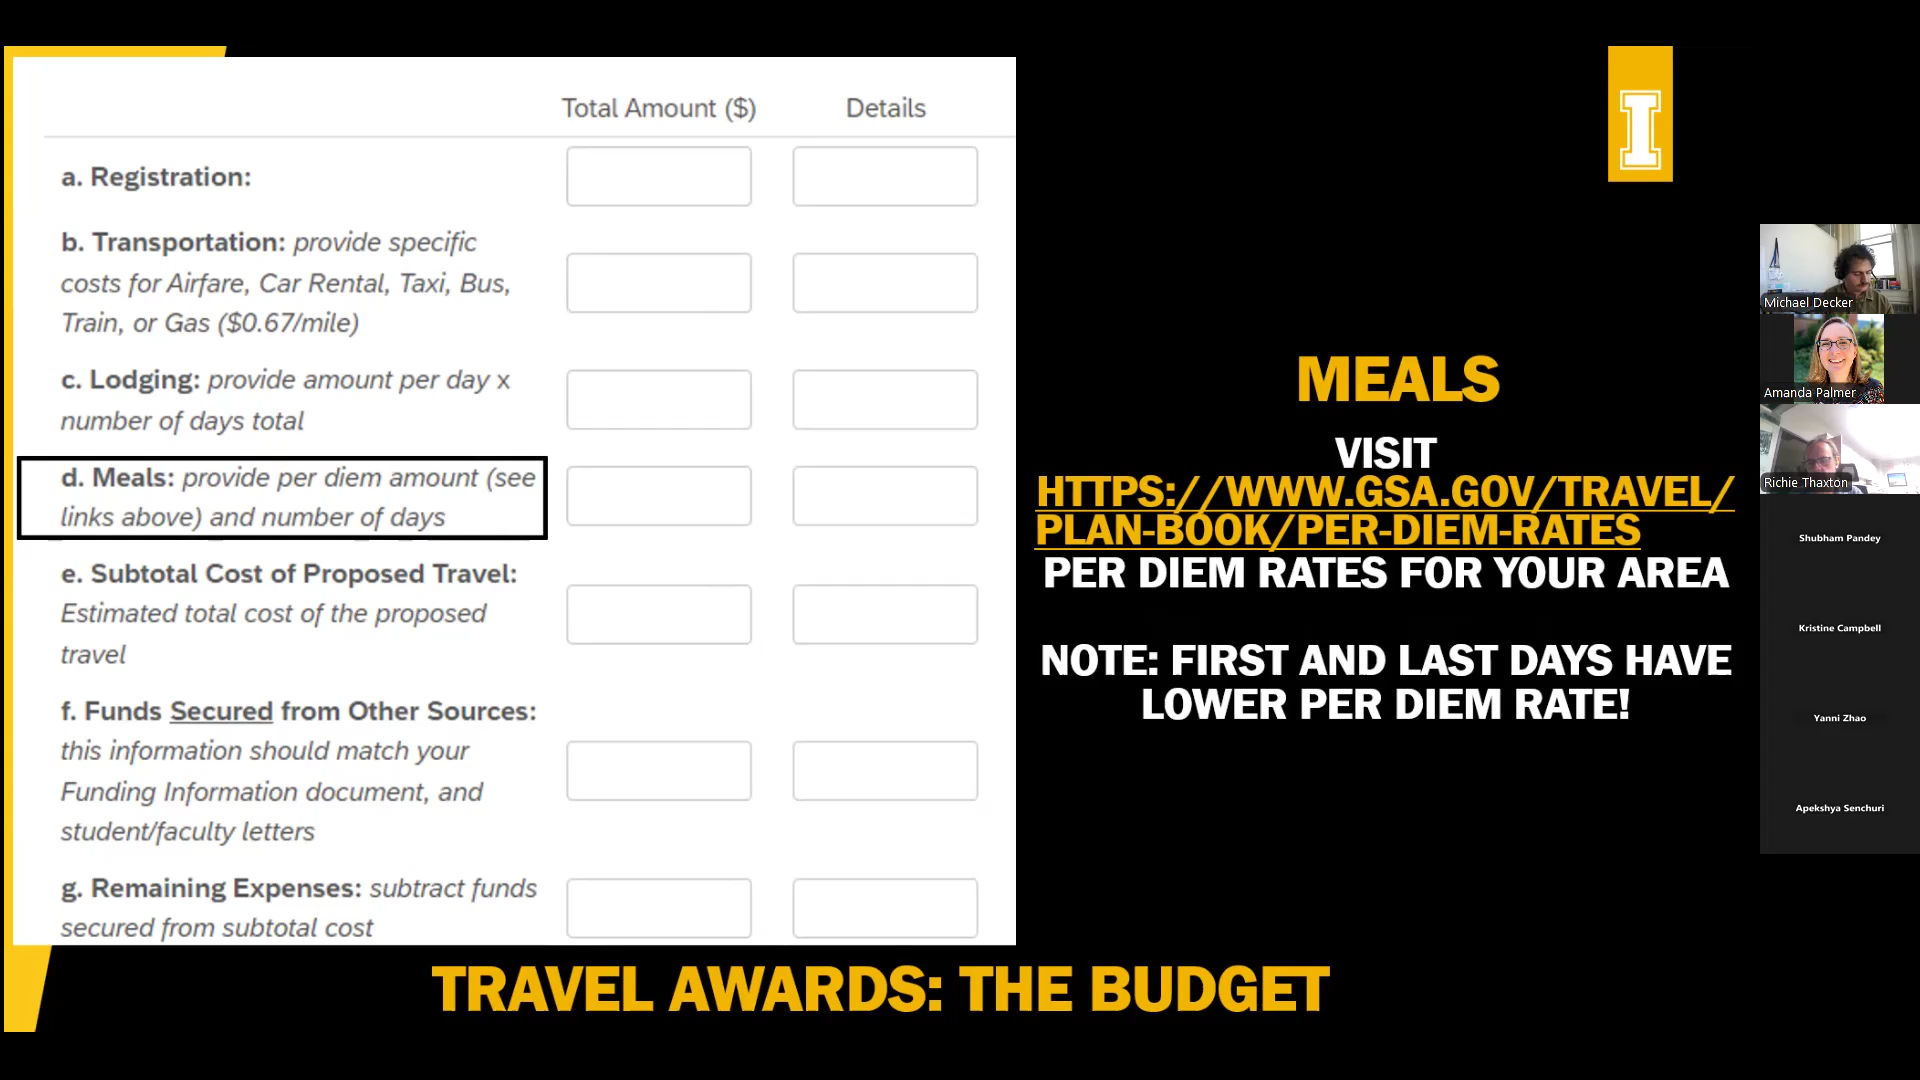 Total Amount ($) Details
a. Registration:
b. Transportation: provide specific
costs for Airfare, Car Rental, Taxi, Bus,
Train, or Gas ($0.67/mile)
c. Lodging: provide amount per day x
number of days total
d. Meals: provide per diem amount (see
links above) and number of days
e. Subtotal Cost of Proposed Travel:
Estimated total cost of the proposed
travel
f. Funds Secured from Other Sources:
this information should match your
Funding Information document, and
student/faculty letters
g. Remaining Expenses: subtract funds
secured from subtotal cost
I
MEALS
VISIT
HTTPS://WWW.GSA.GOV/TRAVEL/
PLAN-BOOK/PER-DIEM-RATES
PER DIEM RATES FOR YOUR AREA
NOTE: FIRST AND LAST DAYS HAVE
LOWER PER DIEM RATE!
TRAVEL AWARDS: THE BUDGET
Michael Decker
Amanda Palmer
Richie Thaxton
Shubham Pandey
Kristine Campbell
Yanni Zhao
Apekshya Senchuri